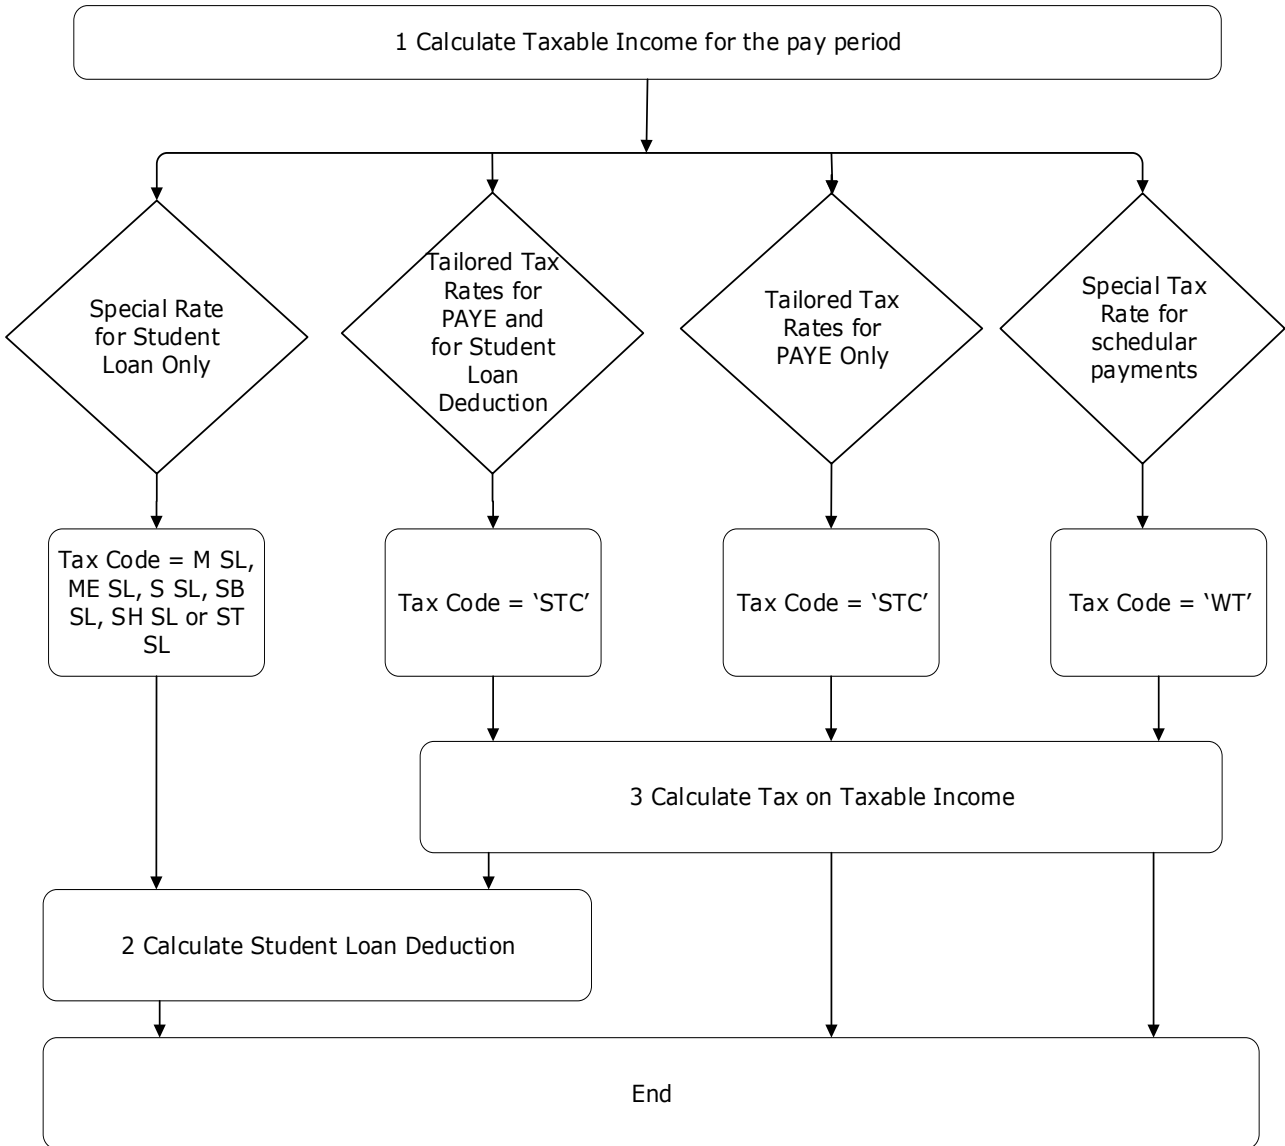 1 Calculate Taxable Income for the pay period
Special Rate
for Student
Loan Only
Tailored Tax
Rates for
PAYE and
for Student
Loan
Deduction
Tailored Tax
Rates for
PAYE Only
Special Tax
Rate for
schedular
payments
Tax Code = M SL,
ME SL, S SL, SB
SL, SH SL or ST
SL
Tax Code = ‘STC’
Tax Code = ‘STC’
Tax Code = ‘WT’
3 Calculate Tax on Taxable Income
2 Calculate Student Loan Deduction
End